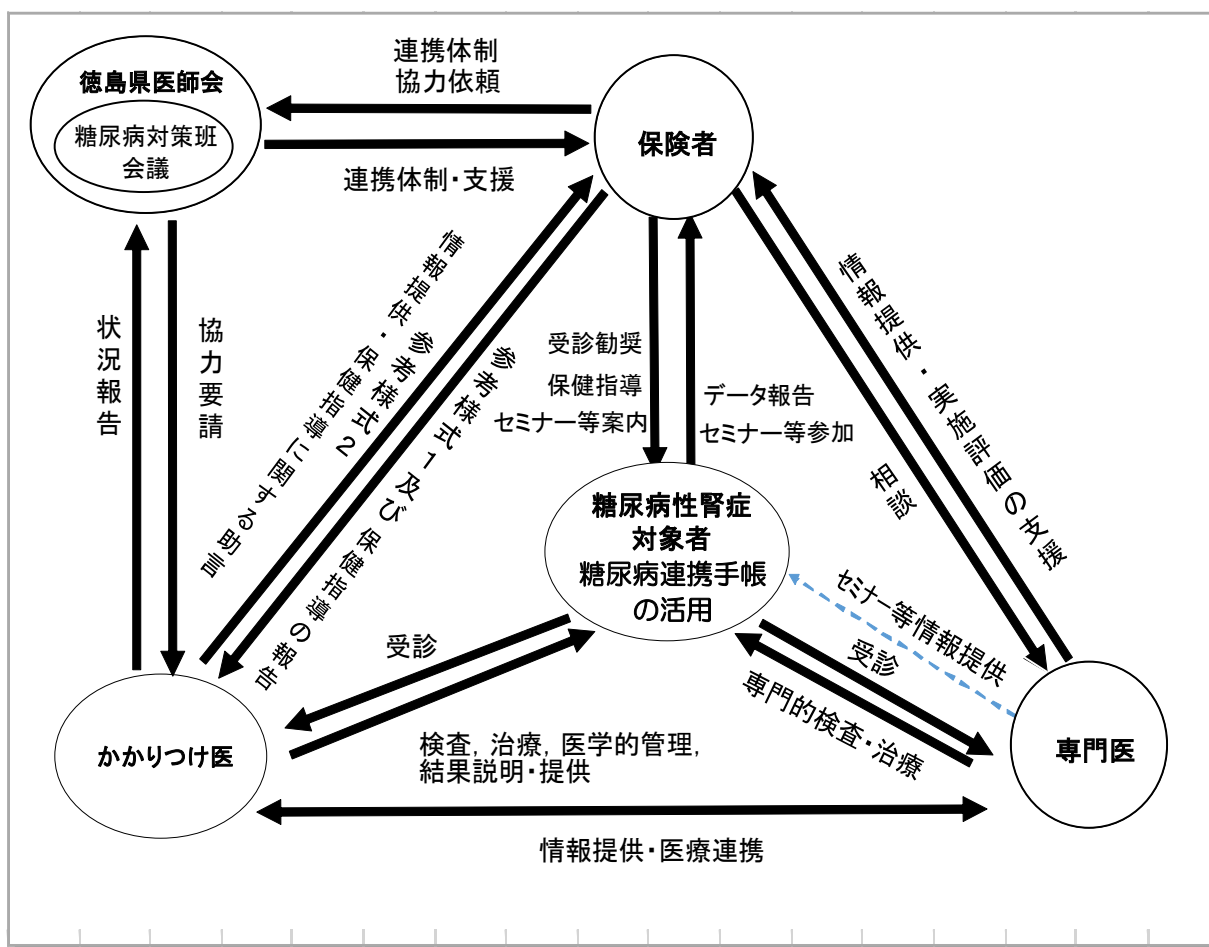 徳島県医師会
糖尿病対策班
会議
連携体制
協力依頼
連携体制・支援
保険者
状況報告
協力要請
情報提供・保健指導に関する助言
参考様式2
参考様式1及び保健指導の報告
受診勧奨
保健指導
セミナー等案内
データ報告
セミナー等参加
情報提供・実施評価の支援
相談
糖尿病性腎症
対象者
糖尿病連携手帳
の活用
セミナー等情報提供
受診
受診
専門的検査・治療
かかりつけ医
検査, 治療, 医学的管理,
結果説明・提供
専門医
情報提供・医療連携